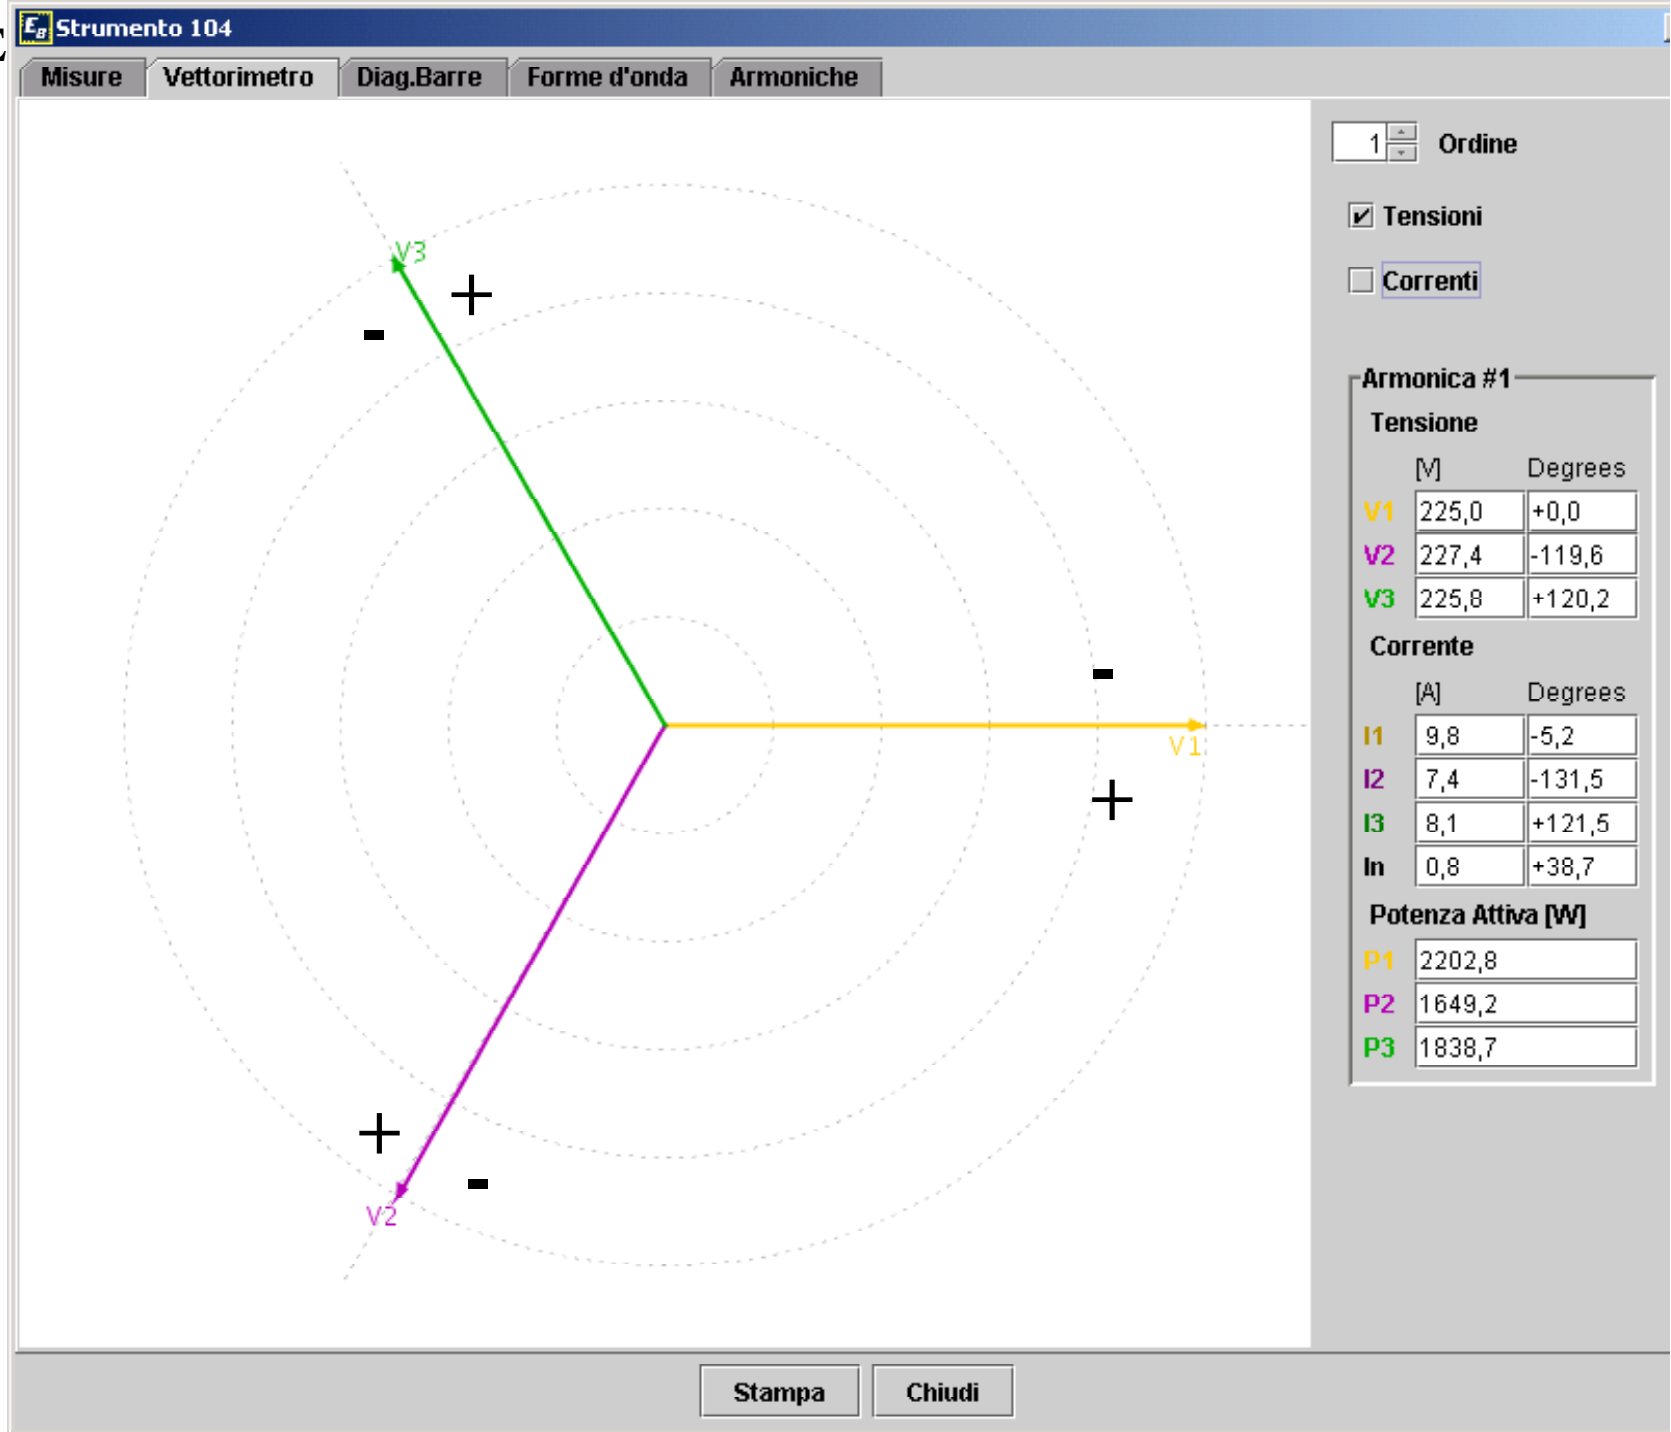 Strumento 104
Misure Vettorimetro Diag.Barre Forme d'onda Armoniche
1 Ordine
Tensioni
Correnti
V3
+
-
-
V1
+
+
-
V2
Armonica #1
Tensione
[V] Degrees
V1 225,0 +0,0
V2 227,4 -119,6
V3 225,8 +120,2
Corrente
[A] Degrees
I1 9,8 -5,2
I2 7,4 -131,5
I3 8,1 +121,5
In 0,8 +38,7
Potenza Attiva [W]
P1 2202,8
P2 1649,2
P3 1838,7
Stampa Chiudi